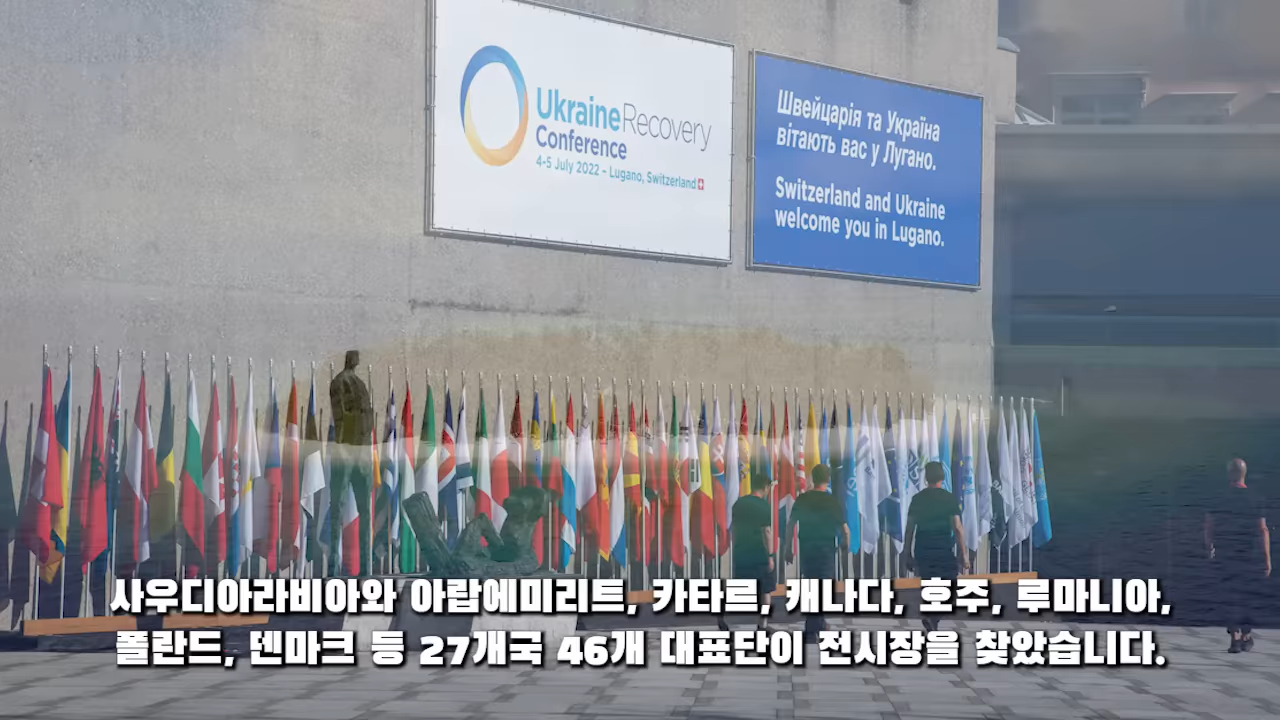 Ukraine Recovery
Conference
4-5 July 2022 – Lugano, Switzerland
Швейцарія та Україна
вітають вас у Лугано.
Switzerland and Ukraine
welcome you in Lugano.
사우디아라비아와 아랍에미리트, 카타르, 캐나다, 호주, 루마니아,
폴란드, 덴마크 등 27개국 46개 대표단이 전시장을 찾았습니다.